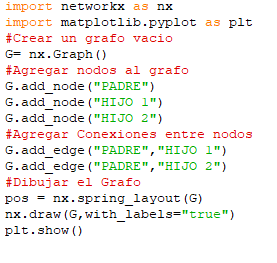 import networkx as nx
import matplotlib.pyplot as plt
#Crear un grafo vacio
G= nx.Graph()
#Agregar nodos al grafo
G.add_node("PADRE")
G.add_node("HIJO 1")
G.add_node("HIJO 2")
#Agregar Conexiones entre nodos
G.add_edge("PADRE","HIJO 1")
G.add_edge("PADRE","HIJO 2")
#Dibujar el Grafo
pos = nx.spring_layout(G)
nx.draw(G,with_labels="true")
plt.show()